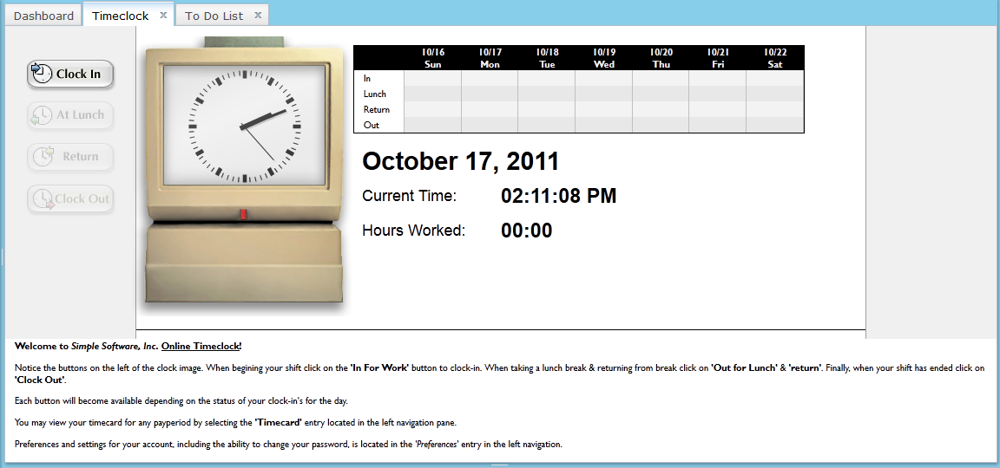 Dashboard Timeclock x To Do List x
Clock In
At Lunch
Return
Clock Out
10/16 10/17 10/18 10/19 10/20 10/21 10/22
Sun Mon Tue Wed Thu Fri Sat
In
Lunch
Return
Out
October 17, 2011
Current Time: 02:11:08 PM
Hours Worked: 00:00
Welcome to Simple Software, Inc. Online Timeclock!
Notice the buttons on the left of the clock image. When begining your shift click on the 'In For Work' button to clock-in. When taking a lunch break & returning from break click on 'Out for Lunch' & 'return'. Finally, when your shift has ended click on
'Clock Out'.
Each button will become available depending on the status of your clock-in's for the day.
You may view your timecard for any payperiod by selecting the 'Timecard' entry located in the left navigation pane.
Preferences and settings for your account, including the ability to change your password, is located in the 'Preferences' entry in the left navigation.